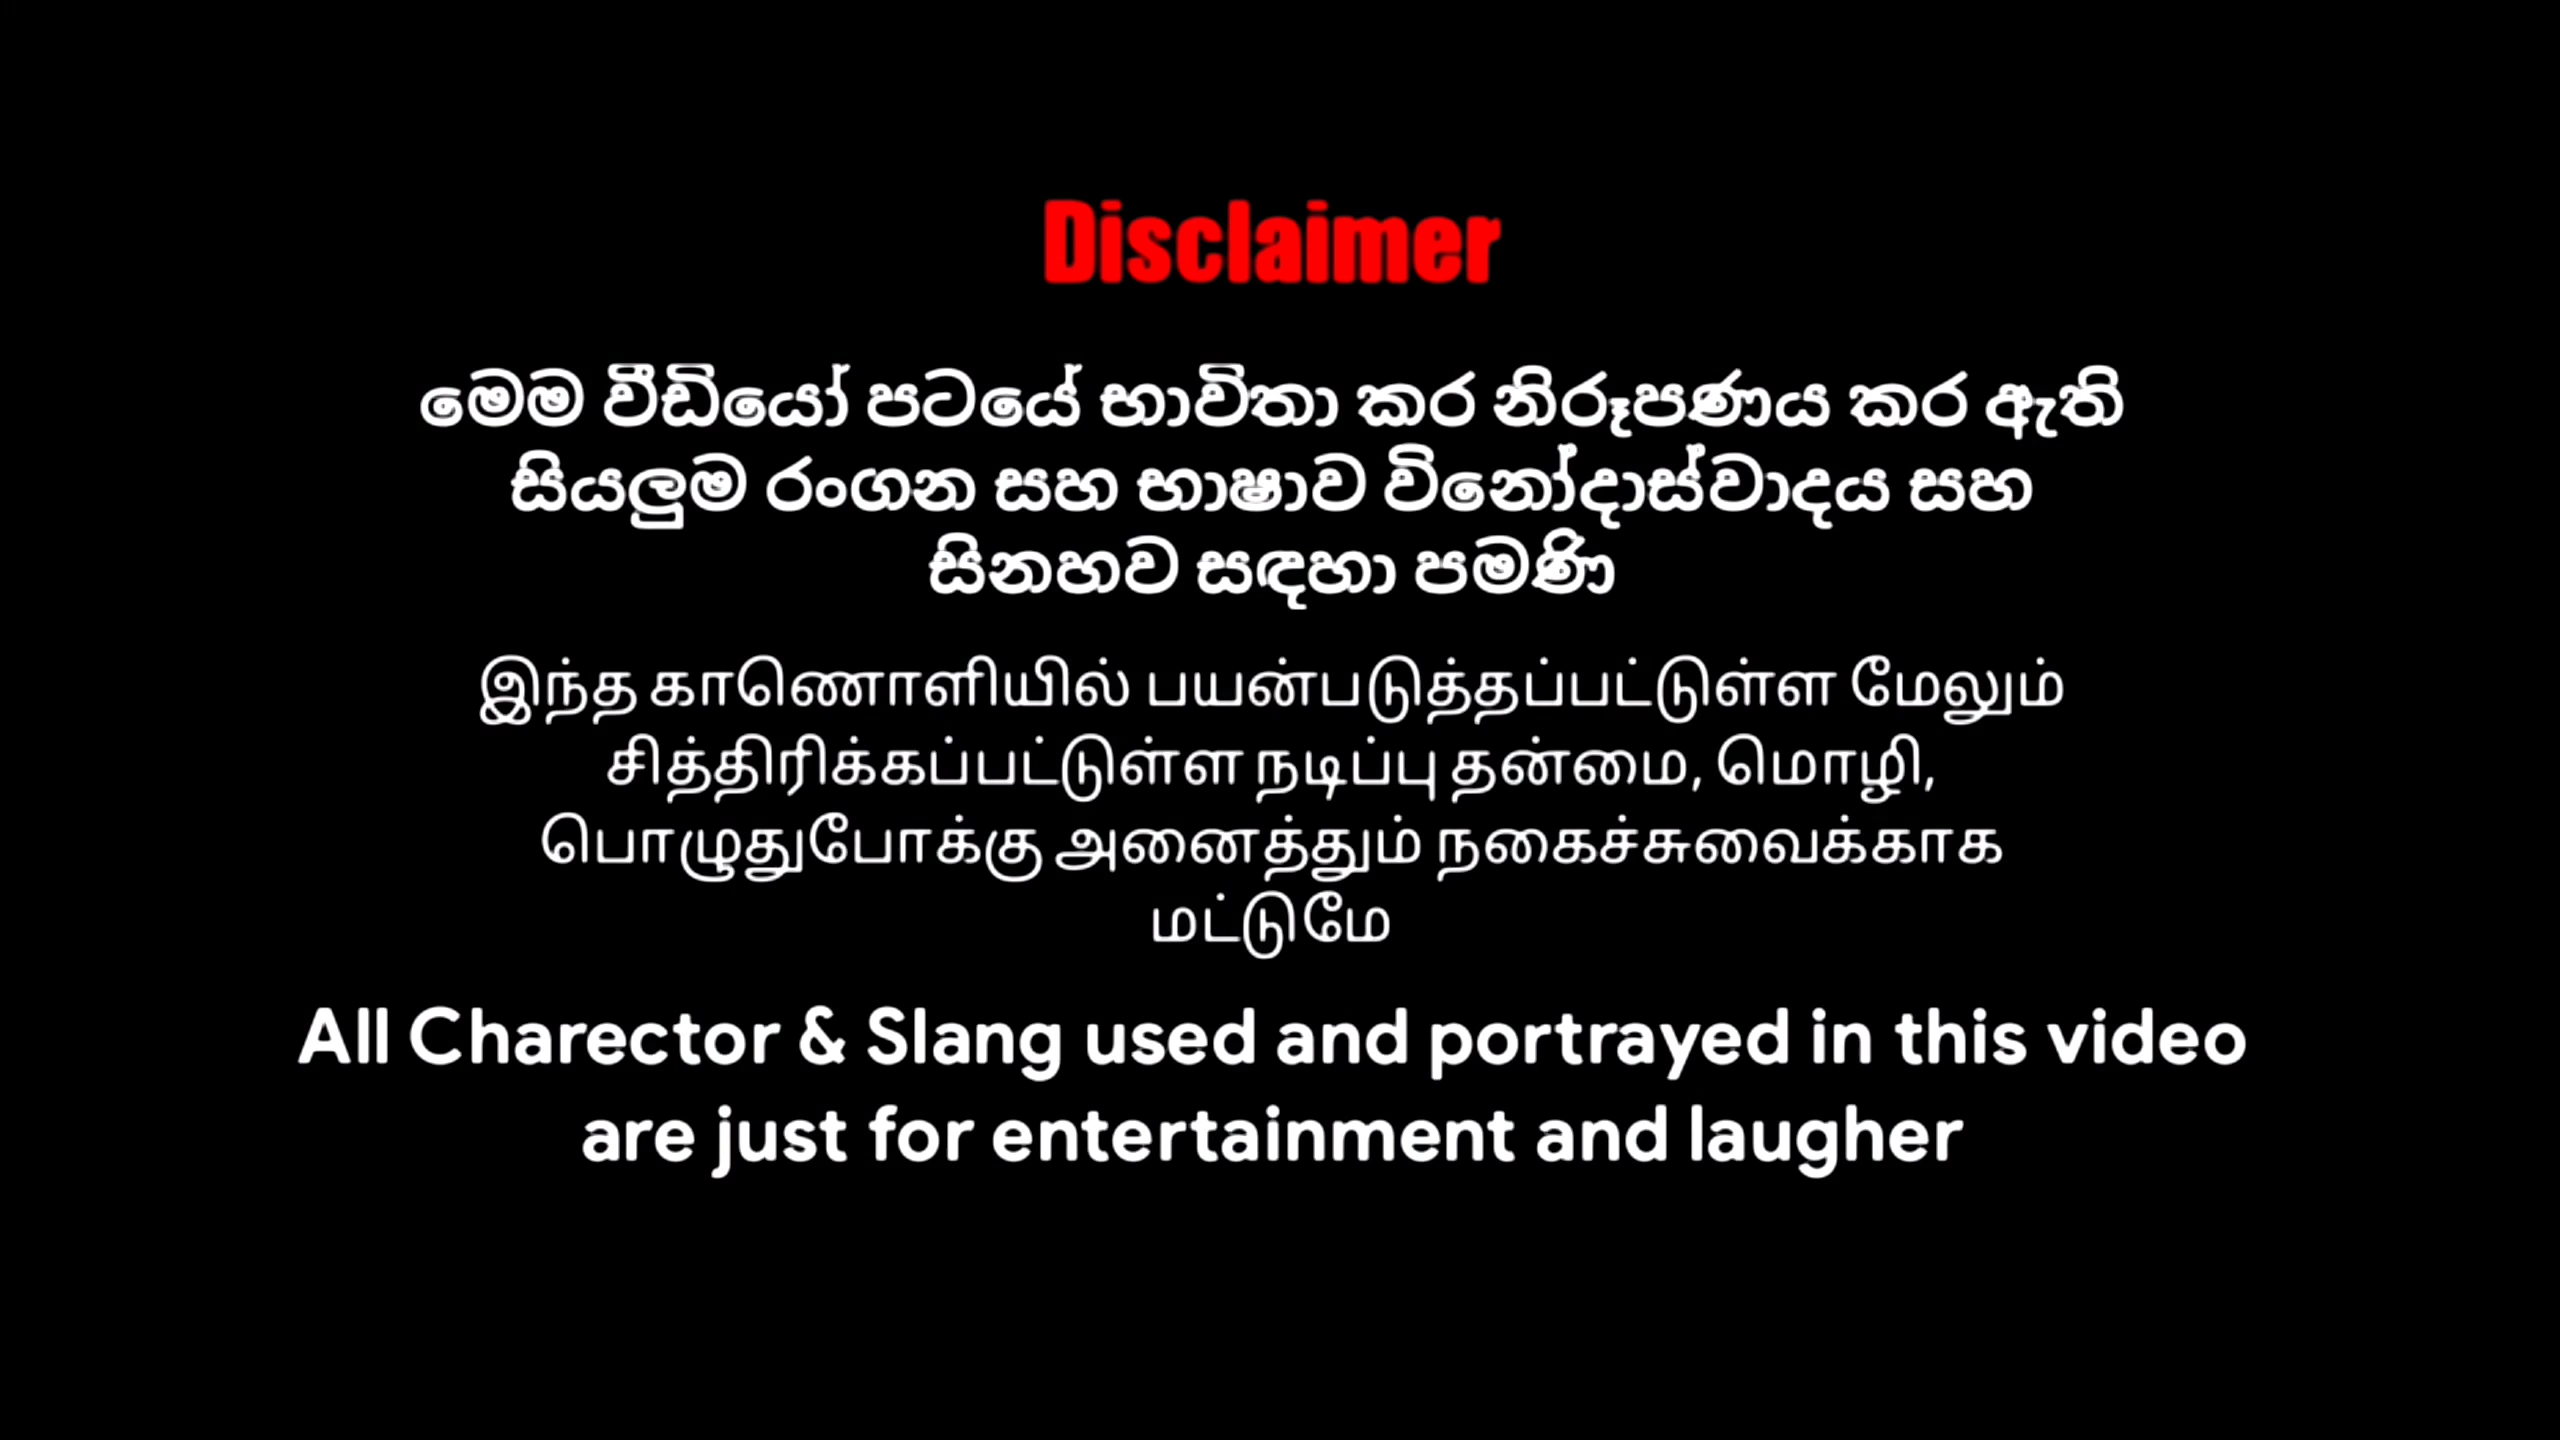 Disclaimer
මෙම වීඩියෝ පටයේ භාවිතා කර නිරූපණය කර ඇති
සියලුම රංගන සහ භාෂාව විනෝදාස්වාදය සහ
සිනහව සඳහා පමණි
இந்த காணொளியில் பயன்படுத்தப்பட்டுள்ள மேலும்
சித்திரிக்கப்பட்டுள்ள நடிப்பு தன்மை, மொழி,
பொழுதுபோக்கு அனைத்தும் நகைச்சுவைக்காக
மட்டுமே
All Charector & Slang used and portrayed in this video
are just for entertainment and laugher